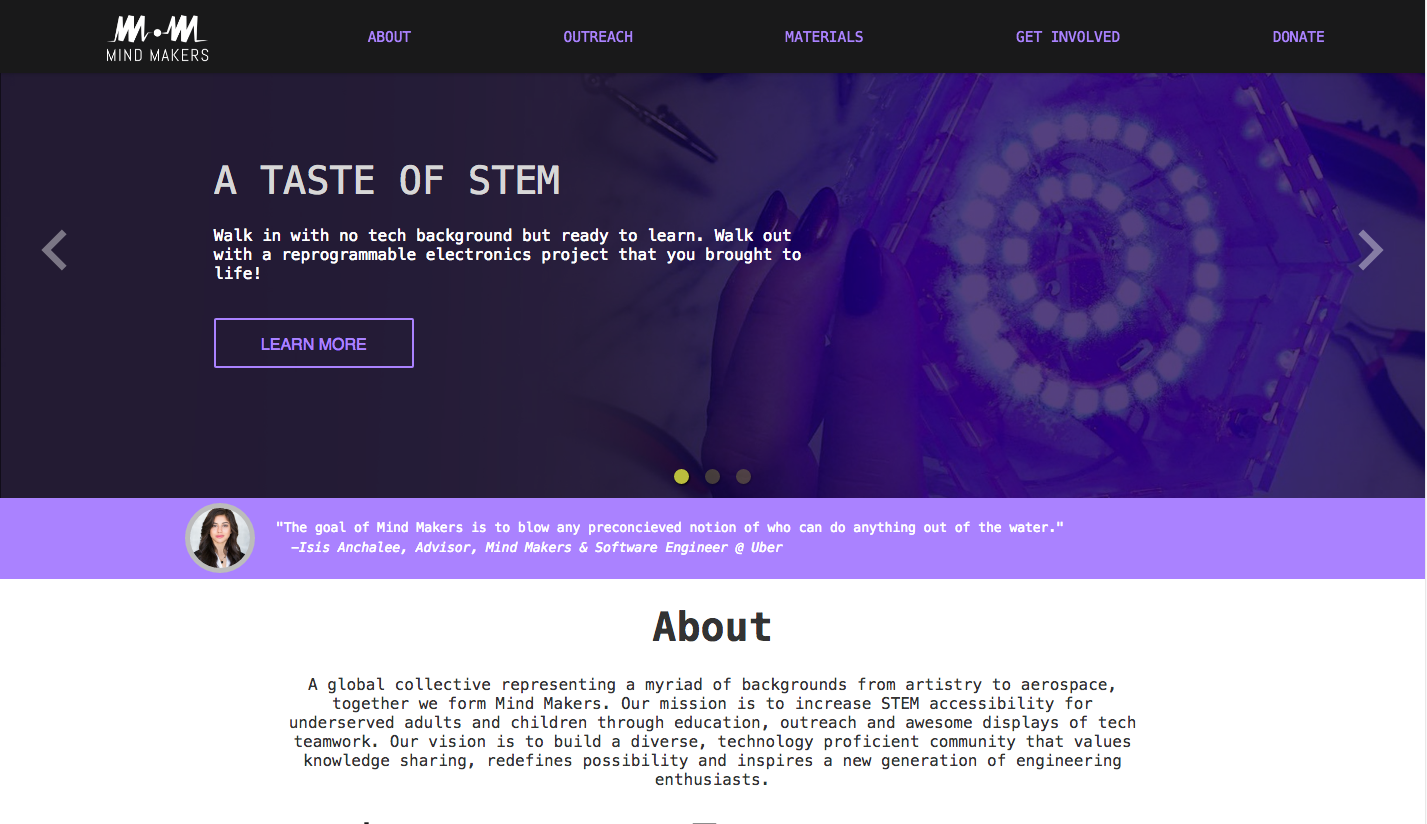 MIND MAKERS
ABOUT
OUTREACH
MATERIALS
GET INVOLVED
DONATE
A TASTE OF STEM
Walk in with no tech background but ready to learn. Walk out
with a reprogrammable electronics project that you brought to
life!
LEARN MORE
"The goal of Mind Makers is to blow any preconcieved notion of who can do anything out of the water."
—Isis Anchalee, Advisor, Mind Makers & Software Engineer @ Uber
About
A global collective representing a myriad of backgrounds from artistry to aerospace,
together we form Mind Makers. Our mission is to increase STEM accessibility for
underserved adults and children through education, outreach and awesome displays of tech
teamwork. Our vision is to build a diverse, technology proficient community that values
knowledge sharing, redefines possibility and inspires a new generation of engineering
enthusiasts.